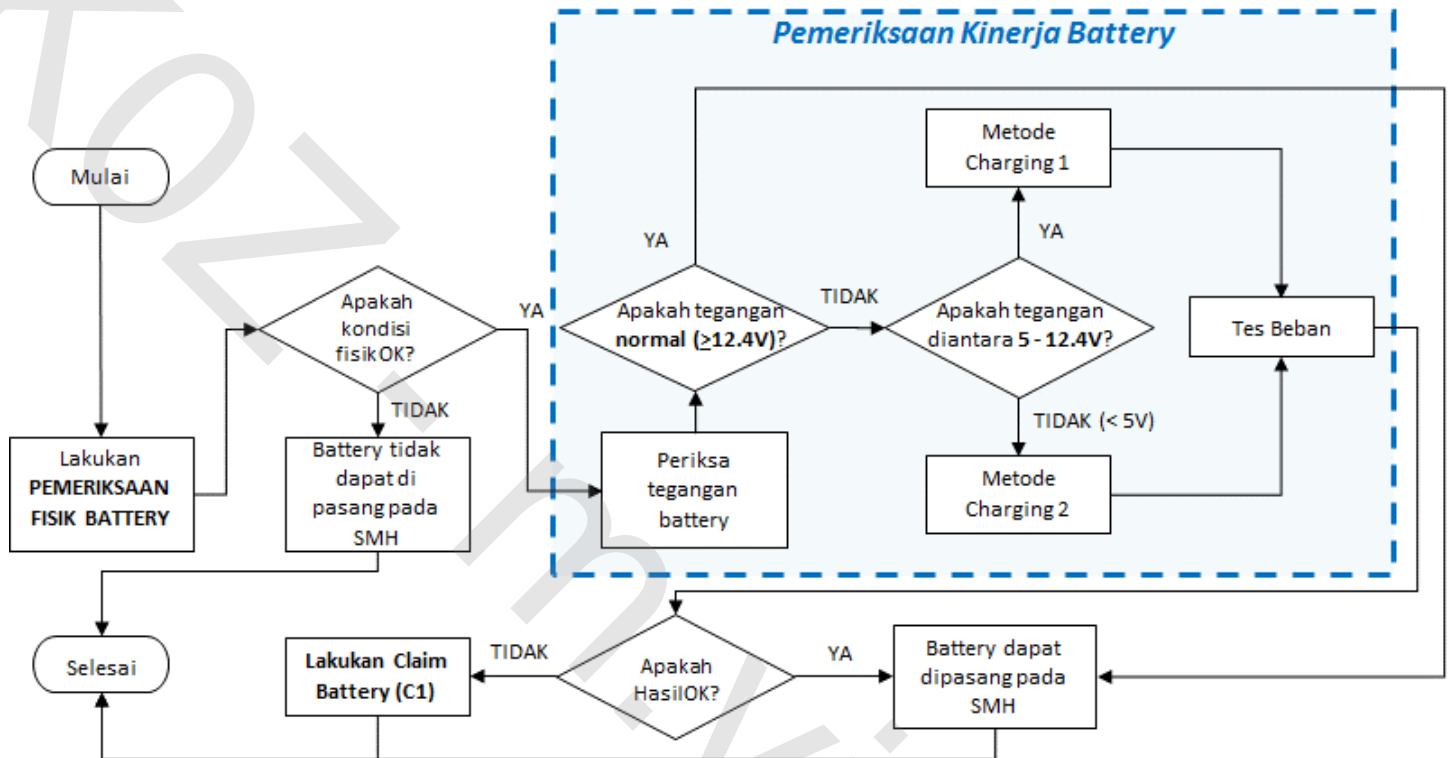 Pemeriksaan Kinerja Battery
Mulai
Lakukan
PEMERIKSAAN
FISIK BATTERY
Apakah
kondisi
fisik OK?
YA
TIDAK
Battery tidak
dapat di
pasang pada
SMH
Periksa
tegangan
battery
Apakah tegangan
normal (≥12.4V)?
YA
TIDAK
Apakah tegangan
diantara 5 - 12.4V?
YA
Metode
Charging 1
TIDAK (< 5V)
Metode
Charging 2
Tes Beban
Apakah
Hasil OK?
TIDAK
YA
Lakukan Claim
Battery (C1)
Battery dapat
dipasang pada
SMH
Selesai